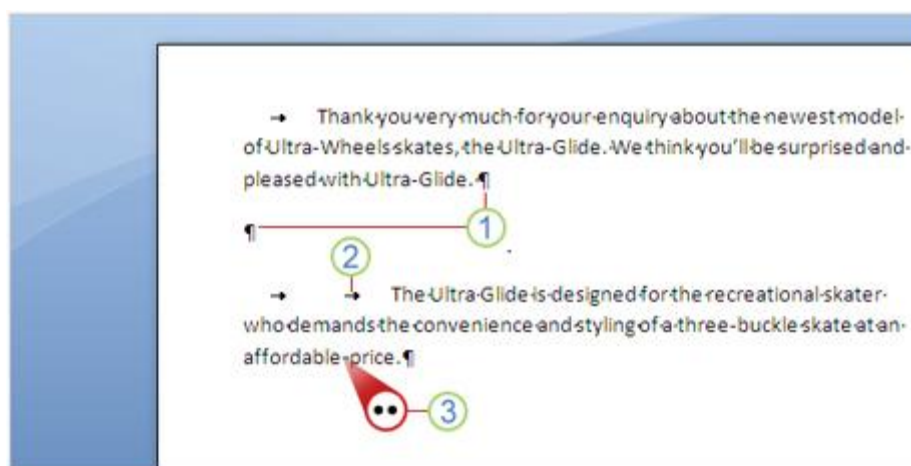 → Thank·you·very·much·for·your·enquiry·about·the·newest·model·
of·Ultra-Wheels·skates,·the·Ultra-Glide.·We·think·you'll·be·surprised·and·
pleased·with·Ultra-Glide.·¶
1
¶
2
→ → The·Ultra·Glide·is·designed·for·the·recreational·skater·
who·demands·the·convenience·and·styling·of·a·three-buckle·skate·at·an·
affordable··price.¶
3